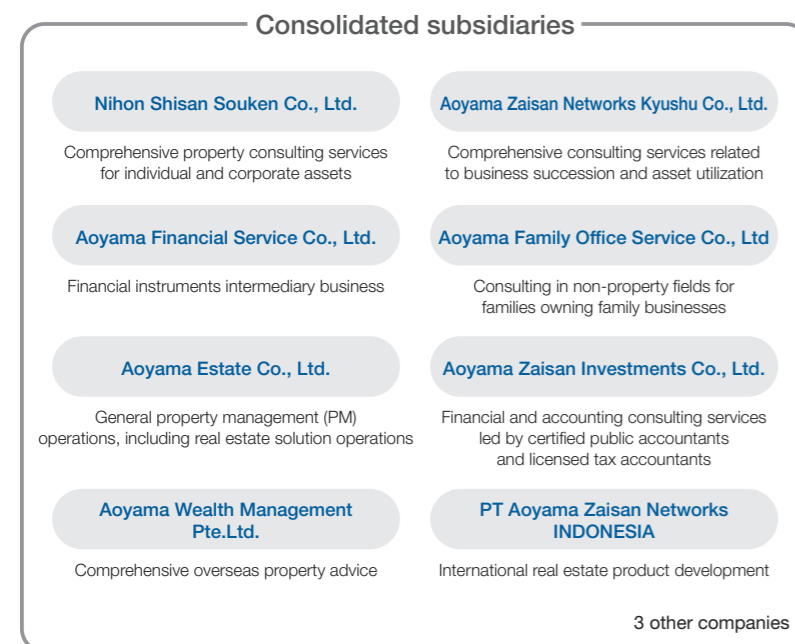 Consolidated subsidiaries
Nihon Shisan Souken Co., Ltd.
Comprehensive property consulting services
for individual and corporate assets
Aoyama Zaisan Networks Kyushu Co., Ltd.
Comprehensive consulting services related
to business succession and asset utilization
Aoyama Financial Service Co., Ltd.
Financial instruments intermediary business
Aoyama Family Office Service Co., Ltd
Consulting in non-property fields for
families owning family businesses
Aoyama Estate Co., Ltd.
General property management (PM)
operations, including real estate solution operations
Aoyama Zaisan Investments Co., Ltd.
Financial and accounting consulting services
led by certified public accountants
and licensed tax accountants
Aoyama Wealth Management
Pte.Ltd.
Comprehensive overseas property advice
PT Aoyama Zaisan Networks
INDONESIA
International real estate product development
3 other companies